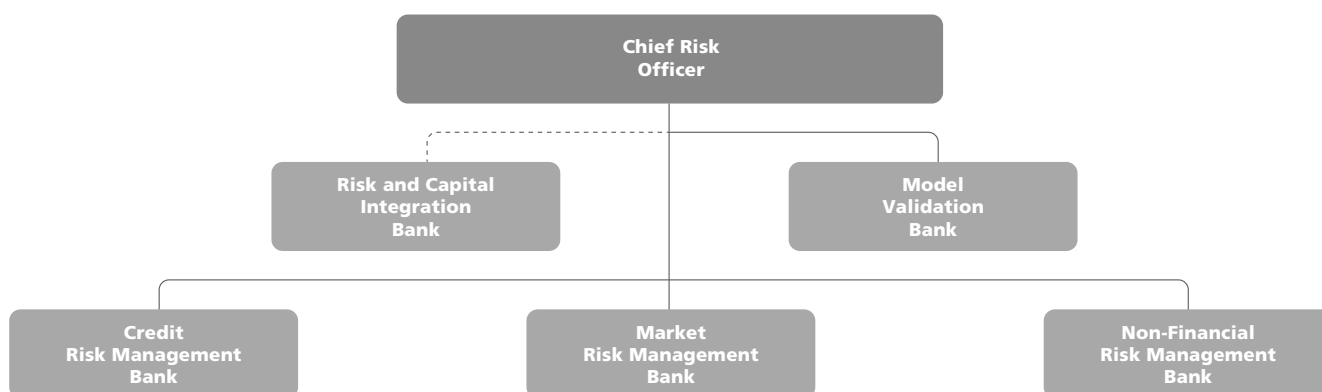 Chief Risk
Officer
Risk and Capital
Integration
Bank
Model
Validation
Bank
Credit
Risk Management
Bank
Market
Risk Management
Bank
Non-Financial
Risk Management
Bank